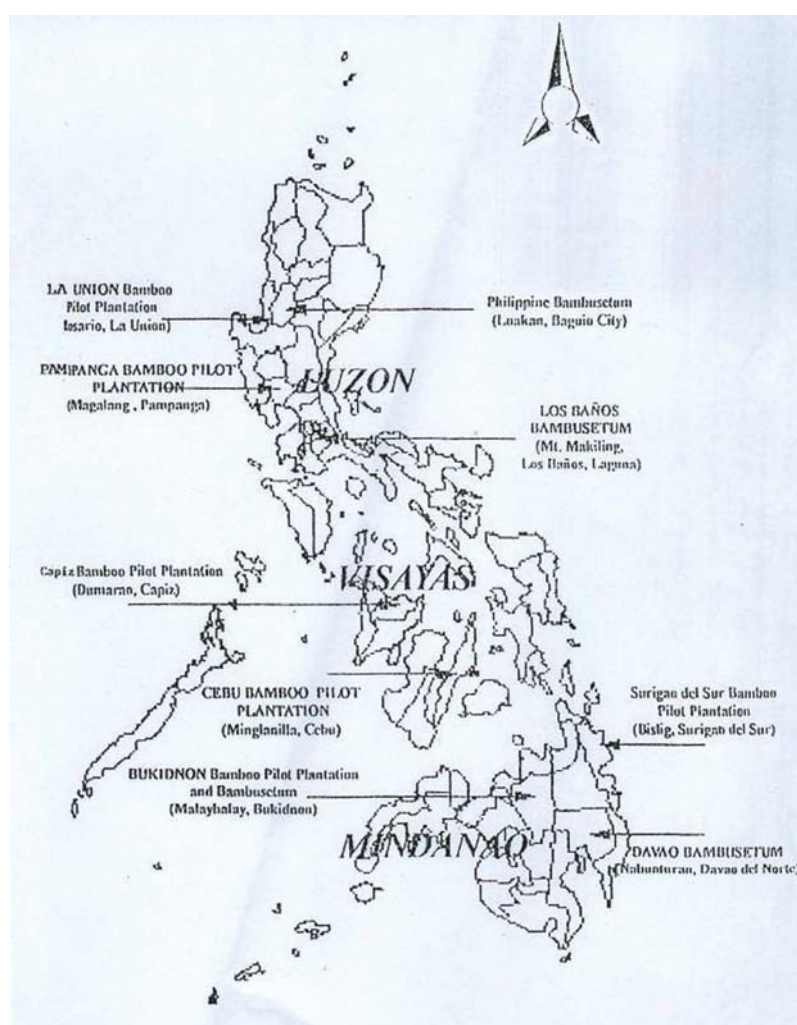 LA UNION Bamboo
Pilot Plantation
Rosario, La Union)
Philippine Bambusetum
(Loakan, Baguio City)
PAMPANGA BAMBOO PILOT
PLANTATION
(Magalang , Pampanga)
LUZON
LOS BAÑOS
BAMBUSETUM
(Mt. Makiling,
Los Baños, Laguna)
Capiz Bamboo Pilot Plantation
(Dumarao, Capiz)
VISAYAS
CEBU BAMBOO PILOT
PLANTATION
(Minglanilla, Cebu)
Surigao del Sur Bamboo
Pilot Plantation
(Bislig, Surigao del Sur)
BUKIDNON Bamboo Pilot Plantation
and Bambusetum
(Malaybalay, Bukidnon)
MINDANAO
DAVAO BAMBUSETUM
(Nabunturan, Davao del Norte)